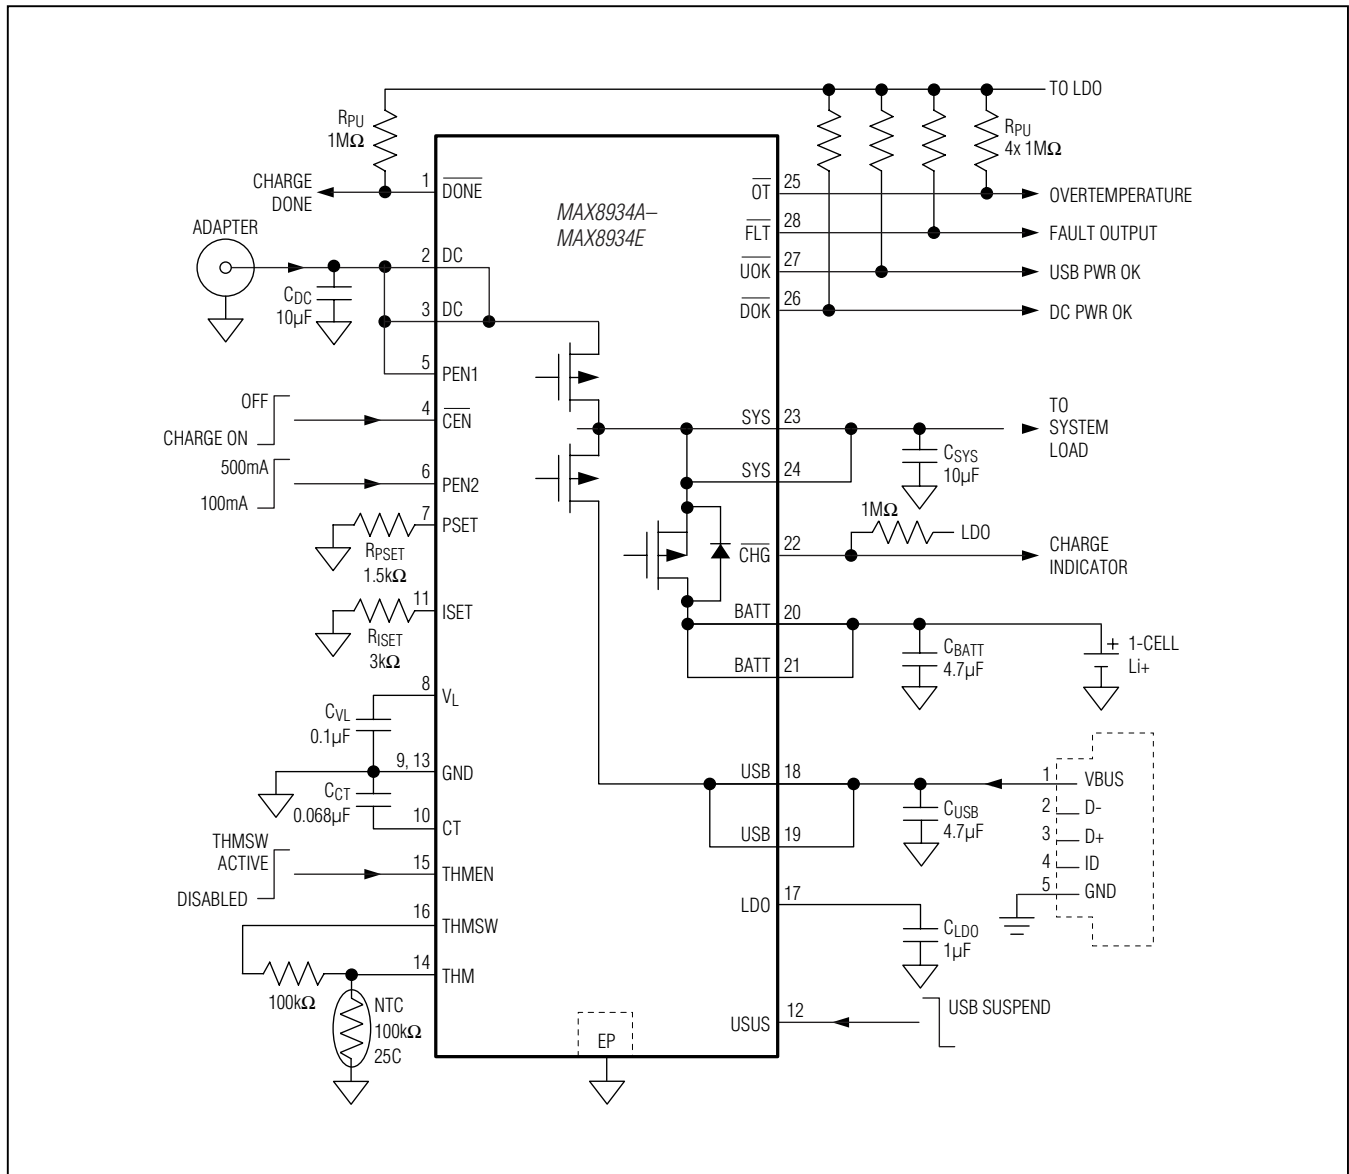 TO LDO
RPU
1MΩ
RPU
4x 1MΩ
CHARGE
DONE
1
DONE
MAX8934A–
MAX8934E
OT
25
OVERTEMPERATURE
FLT
28
FAULT OUTPUT
UOK
27
USB PWR OK
DOK
26
DC PWR OK
ADAPTER
CDC
10µF
2
DC
3
DC
5
PEN1
OFF
CHARGE ON
4
CEN
500mA
100mA
6
PEN2
7
PSET
RPSET
1.5kΩ
11
ISET
RISET
3kΩ
8
VL
CVL
0.1µF
9, 13
GND
CCT
0.068µF
10
CT
THMSW
ACTIVE
DISABLED
15
THMEN
16
THMSW
14
THM
100kΩ
NTC
100kΩ
25C
EP
SYS
23
TO
SYSTEM
LOAD
SYS
24
CSYS
10µF
1MΩ
LDO
CHG
22
CHARGE
INDICATOR
BATT
20
BATT
21
CBATT
4.7µF
+ 1-CELL
Li+
USB
18
USB
19
CUSB
4.7µF
1
VBUS
2
D-
3
D+
4
ID
5
GND
LDO
17
CLDO
1µF
USUS
12
USB SUSPEND